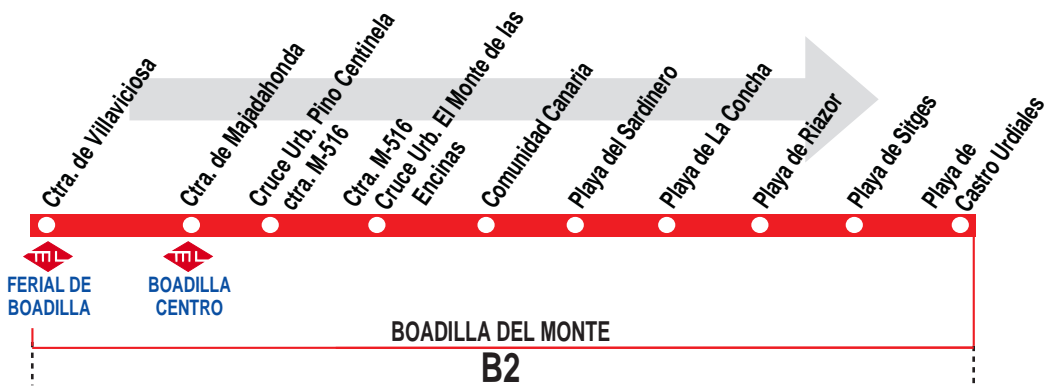 Ctra. de Villaviciosa
Ctra. de Majadahonda
Cruce Urb. Pino Centinela
ctra. M-516
Ctra. M-516
Cruce Urb. El Monte de las
Encinas
Comunidad Canaria
Playa del Sardinero
Playa de La Concha
Playa de Riazor
Playa de Sitges
Playa de
Castro Urdiales
ML
FERIAL DE
BOADILLA
ML
BOADILLA
CENTRO
BOADILLA DEL MONTE
B2